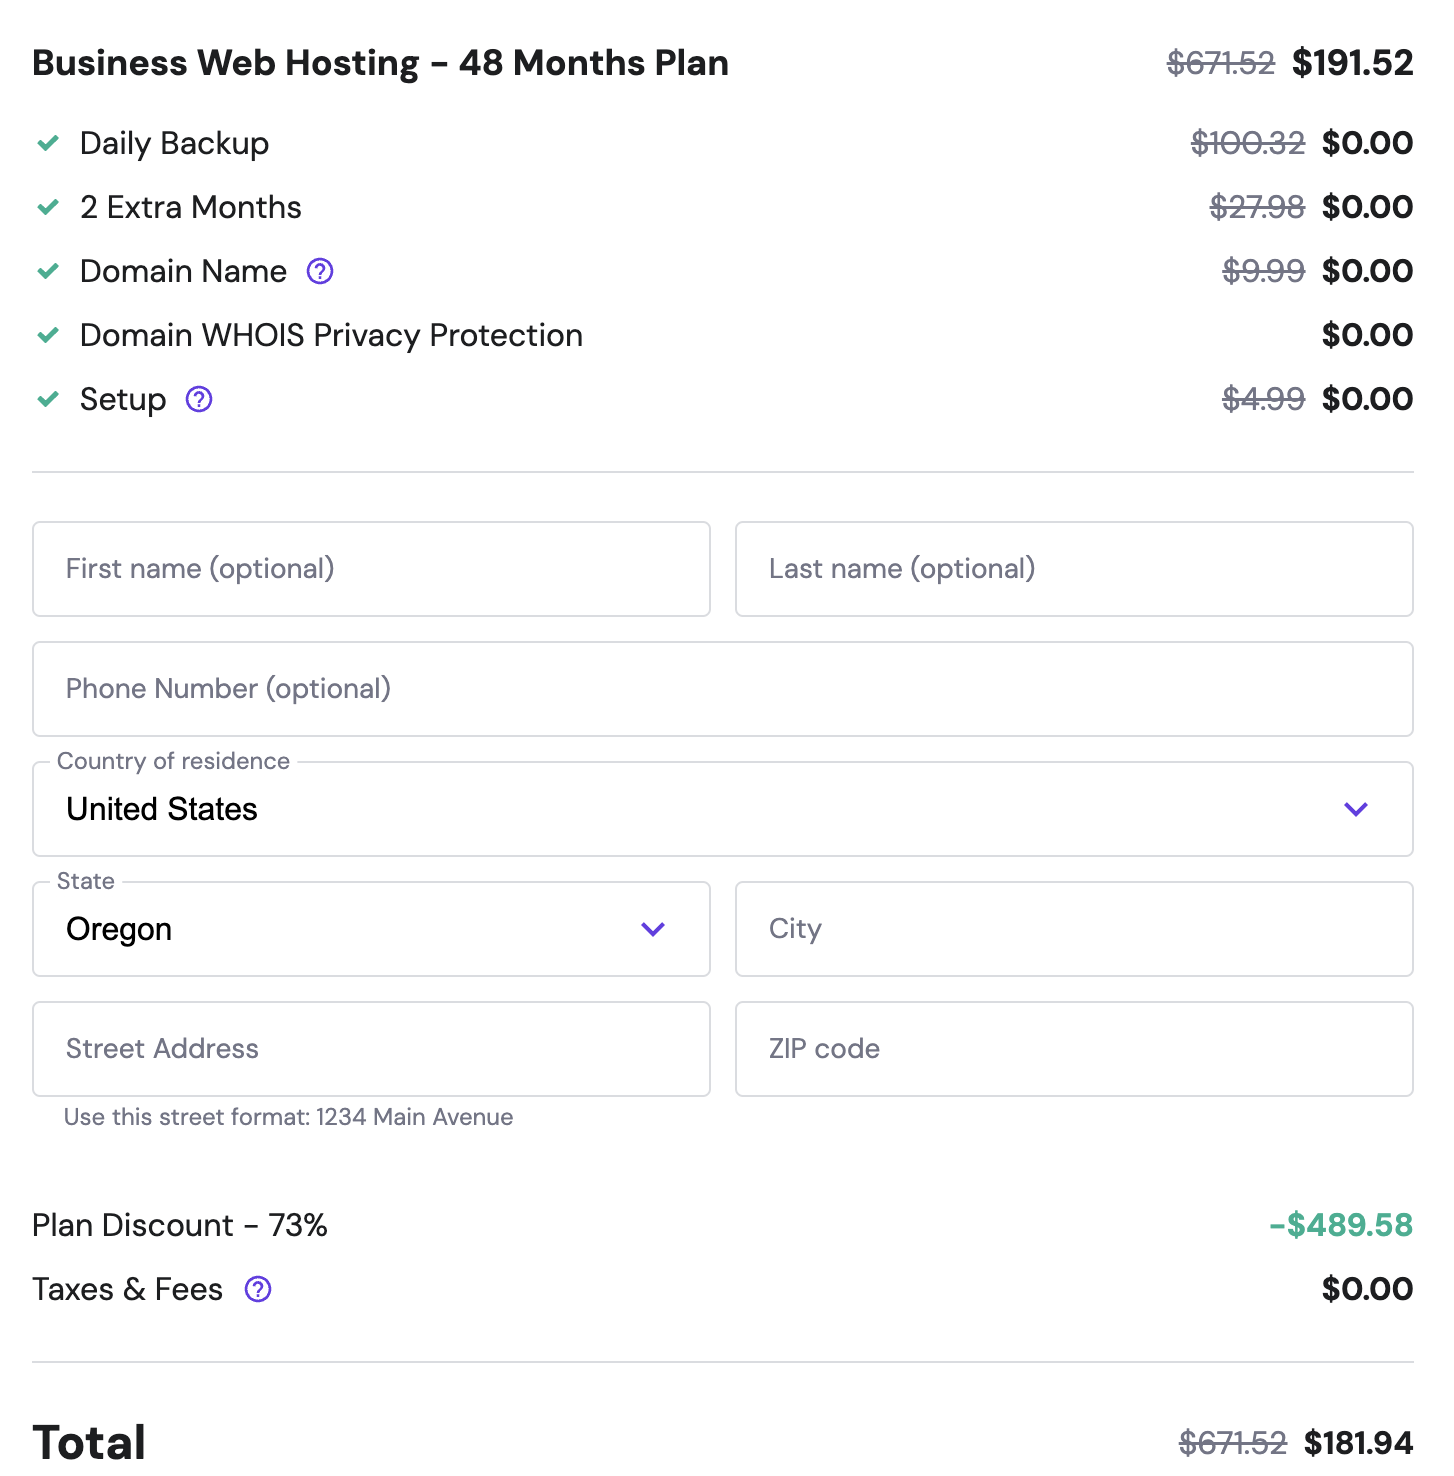 Business Web Hosting - 48 Months Plan $671.52 $191.52
Daily Backup $100.32 $0.00
2 Extra Months $27.98 $0.00
Domain Name $9.99 $0.00
Domain WHOIS Privacy Protection $0.00
Setup $4.99 $0.00
First name (optional) Last name (optional)
Phone Number (optional)
Country of residence
United States
State
Oregon City
Street Address ZIP code
Use this street format: 1234 Main Avenue
Plan Discount - 73% -$489.58
Taxes & Fees $0.00
Total $671.52 $181.94